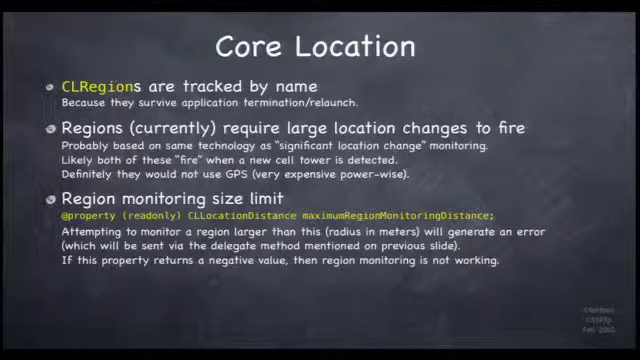 Core Location
CLRegions are tracked by name
Because they survive application termination/relaunch.
Regions (currently) require large location changes to fire
Probably based on same technology as "significant location change" monitoring.
Likely both of these "fire" when a new cell tower is detected.
Definitely they would not use GPS (very expensive power-wise).
Region monitoring size limit
@property (readonly) CLLocationDistance maximumRegionMonitoringDistance;
Attempting to monitor a region larger than this (radius in meters) will generate an error
(which will be sent via the delegate method mentioned on previous slide).
If this property returns a negative value, then region monitoring is not working.
Fall 2010